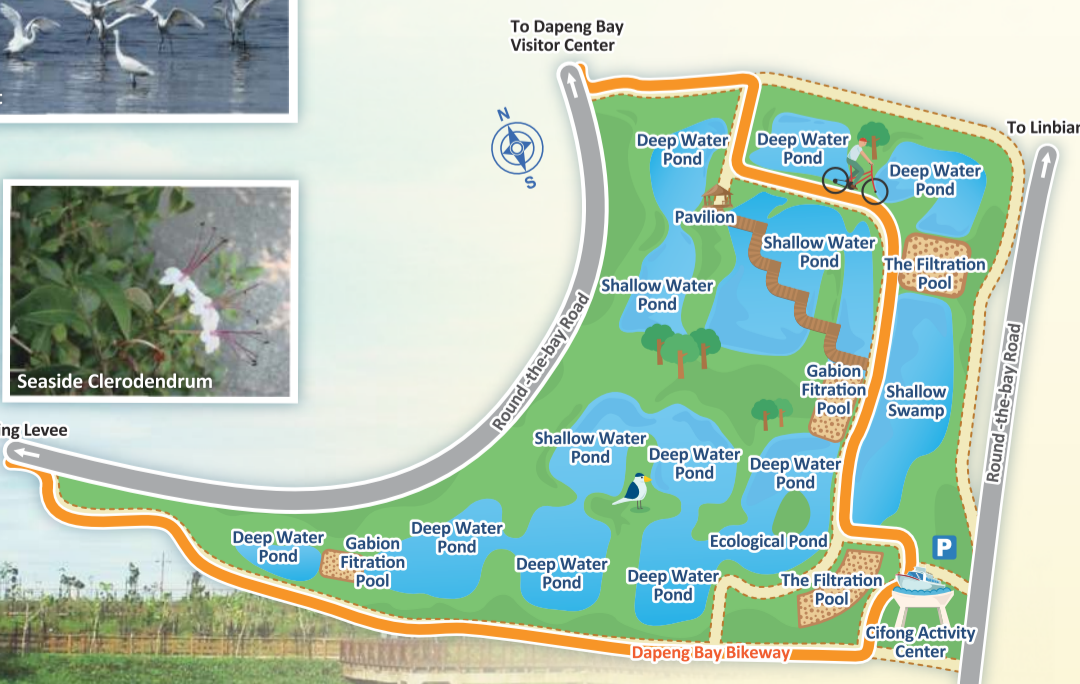 To Dapeng Bay
Visitor Center
N
S
To Linbian
Deep Water
Pond
Deep Water
Pond
Deep Water
Pond
Pavilion
Shallow Water
Pond
The Filtration
Pool
Shallow Water
Pond
Round -the-bay Road
Round -the-bay Road
Gabion
Fitration
Pool
Shallow
Swamp
Seaside Clerodendrum
Levee
Shallow Water
Pond
Deep Water
Pond
Deep Water
Pond
Deep Water
Pond
Gabion
Fitration
Pool
Deep Water
Pond
Deep Water
Pond
Deep Water
Pond
Ecological Pond
P
The Filtration
Pool
Cifong Activity
Center
Dapeng Bay Bikeway